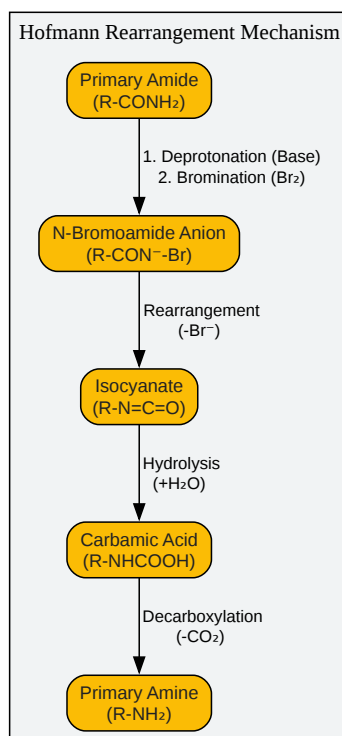 Hofmann Rearrangement Mechanism
Primary Amide
(R-CONH₂)
1. Deprotonation (Base)
2. Bromination (Br₂)
N-Bromoamide Anion
(R-CON⁻-Br)
Rearrangement
(-Br⁻)
Isocyanate
(R-N=C=O)
Hydrolysis
(+H₂O)
Carbamic Acid
(R-NHCOOH)
Decarboxylation
(-CO₂)
Primary Amine
(R-NH₂)